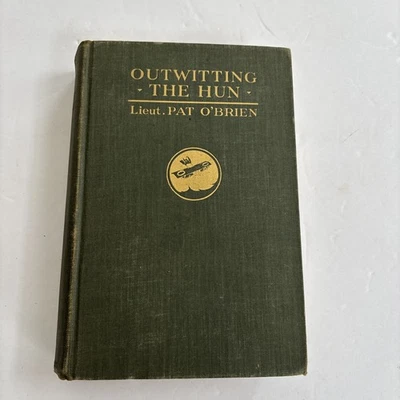 OUTWITTING
- THE HUN -
Lieut. PAT O'BRIEN